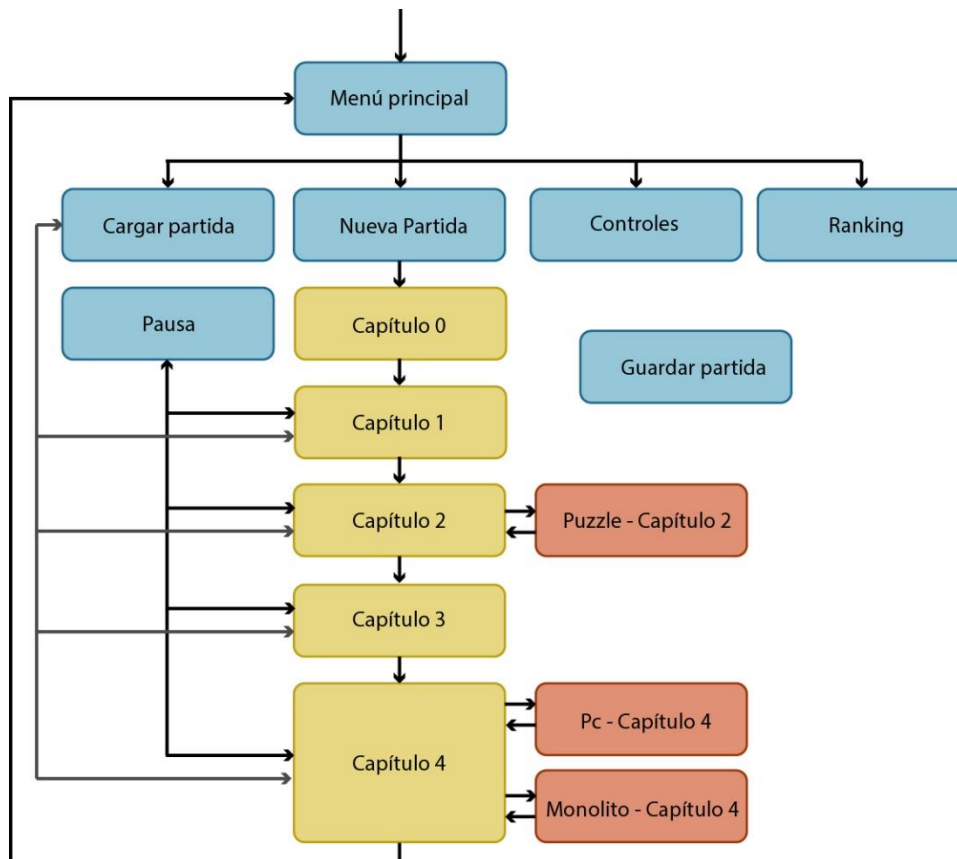 Menú principal
Cargar partida
Nueva Partida
Controles
Ranking
Pausa
Capítulo 0
Guardar partida
Capítulo 1
Capítulo 2
Puzzle - Capítulo 2
Capítulo 3
Capítulo 4
Pc - Capítulo 4
Monolito - Capítulo 4